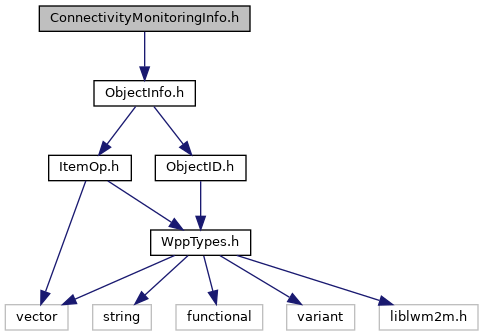 ConnectivityMonitoringInfo.h
ObjectInfo.h
ItemOp.h
ObjectID.h
WppTypes.h
vector
string
functional
variant
liblwm2m.h